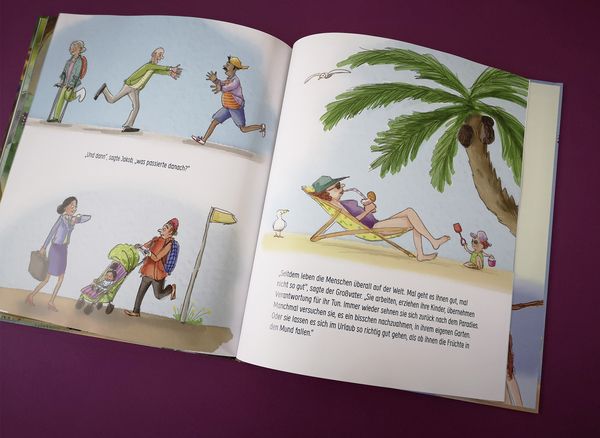 „Und dann“, sagte Jakob, „was passierte danach?“
„Seitdem leben die Menschen überall auf der Welt. Mal geht es ihnen gut, mal
nicht so gut“, sagte der Großvater. „Sie arbeiten, erziehen ihre Kinder, übernehmen
Verantwortung für ihr Tun. Immer wieder sehnen sie sich zurück nach dem Paradies.
Manchmal versuchen sie, es ein bisschen nachzuahmen, in ihrem eigenen Garten.
Oder sie lassen es sich im Urlaub so richtig gut gehen, als ob ihnen die Früchte in
den Mund fallen.“